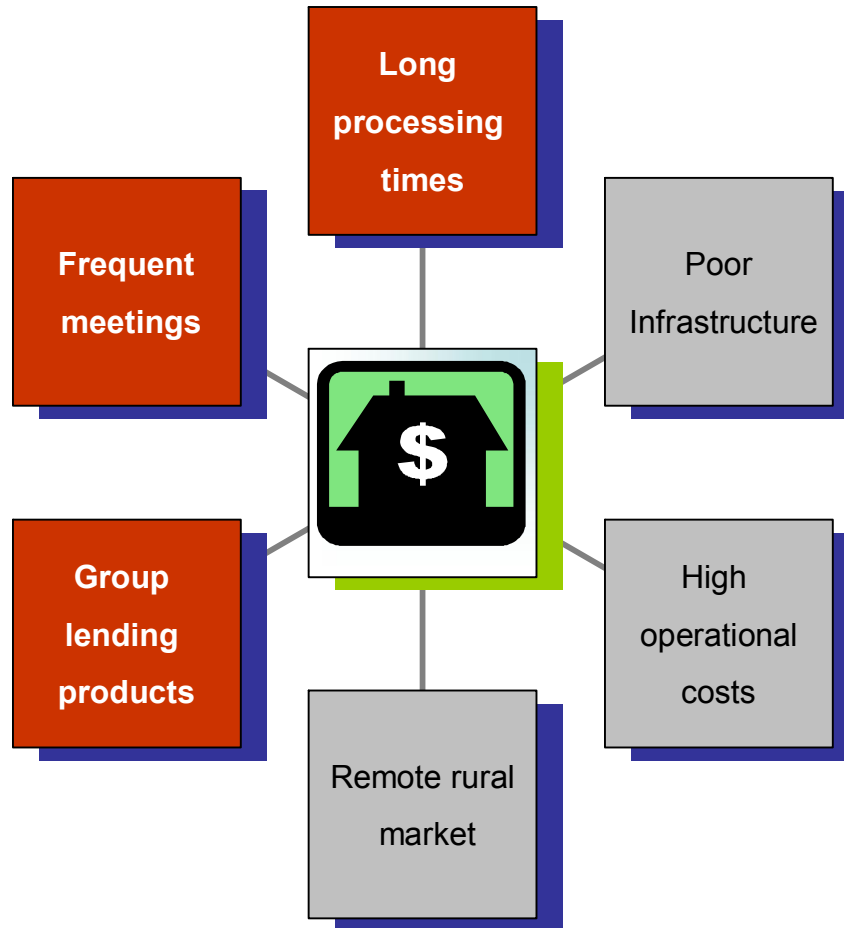 Long
processing
times
Frequent
meetings
Poor
Infrastructure
$
Group
lending
products
High
operational
costs
Remote rural
market